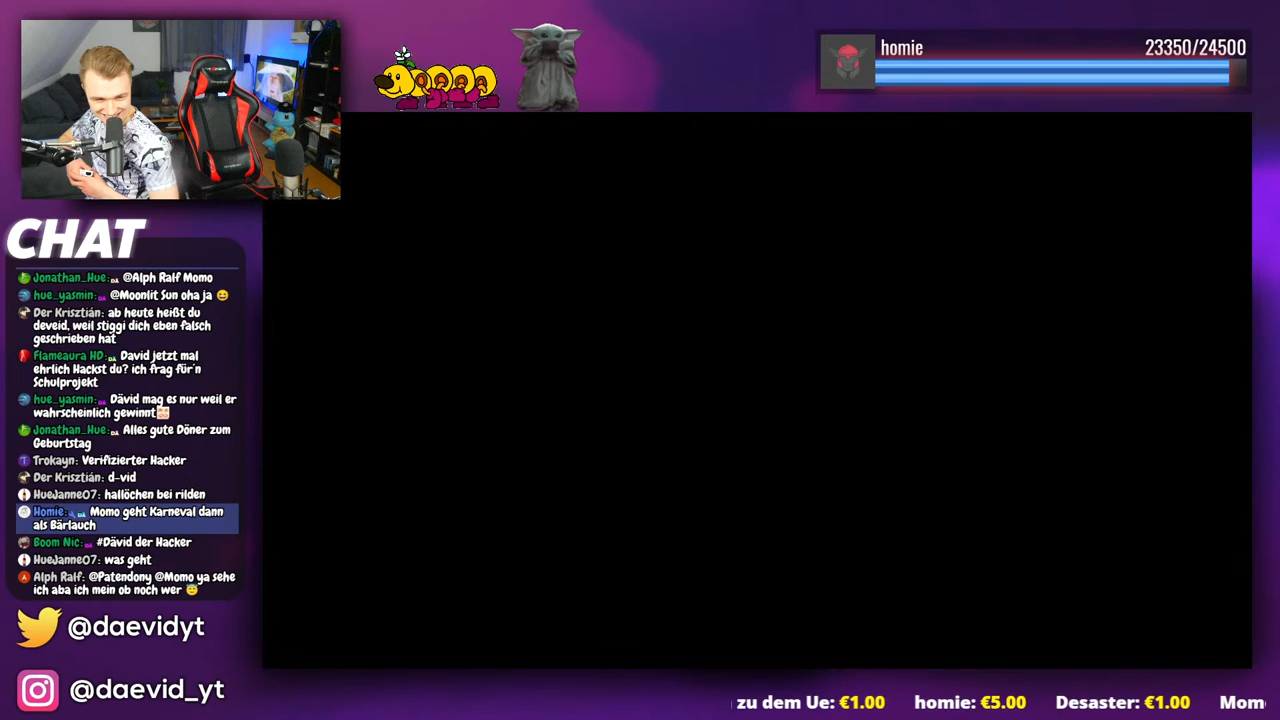 homie 23350/24500
CHAT
Jonathan_Hue: @Alph Ralf Momo
hue_yasmin: @Moonlit Sun oha ja 😆
Der Krisztián: ab heute heißt du
deveid, weil stiggi dich eben falsch
geschrieben hat
Flameaura HD: David jetzt mal
ehrlich Hackst du? ich frag für'n
Schulprojekt
hue_yasmin: Dävid mag es nur weil er
wahrscheinlich gewinnt
Jonathan_Hue: Alles gute Döner zum
Geburtstag
Trokayn: Verifizierter Hacker
Der Krisztián: d-vid
HueJanne07: hallöchen bei rilden
Homie: Momo geht Karneval dann
als Bärlauch
Boom Nic: #Dävid der Hacker
HueJanne07: was geht
Alph Ralf: @Patendony @Momo ya sehe
ich aba ich mein ob noch wer 😇
@daevidyt
@daevid_yt
zu dem Ue: €1.00 homie: €5.00 Desaster: €1.00 Mom